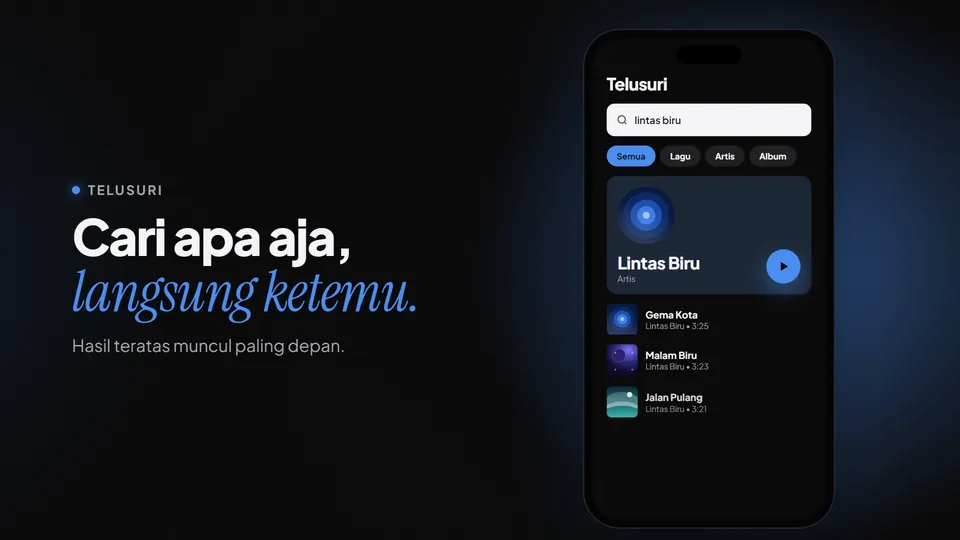 TELUSURI
Cari apa aja,
langsung ketemu.
Hasil teratas muncul paling depan.
Telusuri
lintas biru
Semua
Lagu
Artis
Album
Lintas Biru
Artis
Gema Kota
Lintas Biru • 3:25
Malam Biru
Lintas Biru • 3:23
Jalan Pulang
Lintas Biru • 3:21